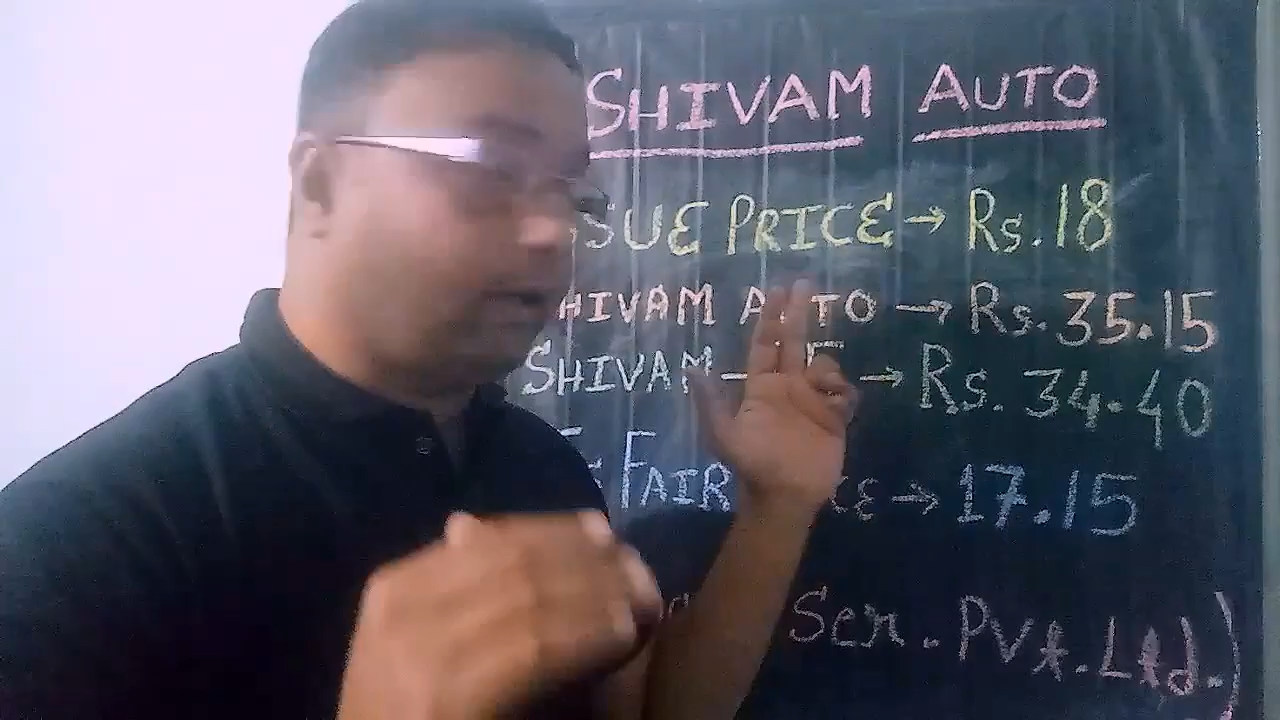 SHIVAM AUTO
SUE PRICE → Rs. 18
HIVAM A TO → Rs. 35.15
SHIVAM → Rs. 34.40
FAIR → 17.15
Ser. Pvt. Ltd.)